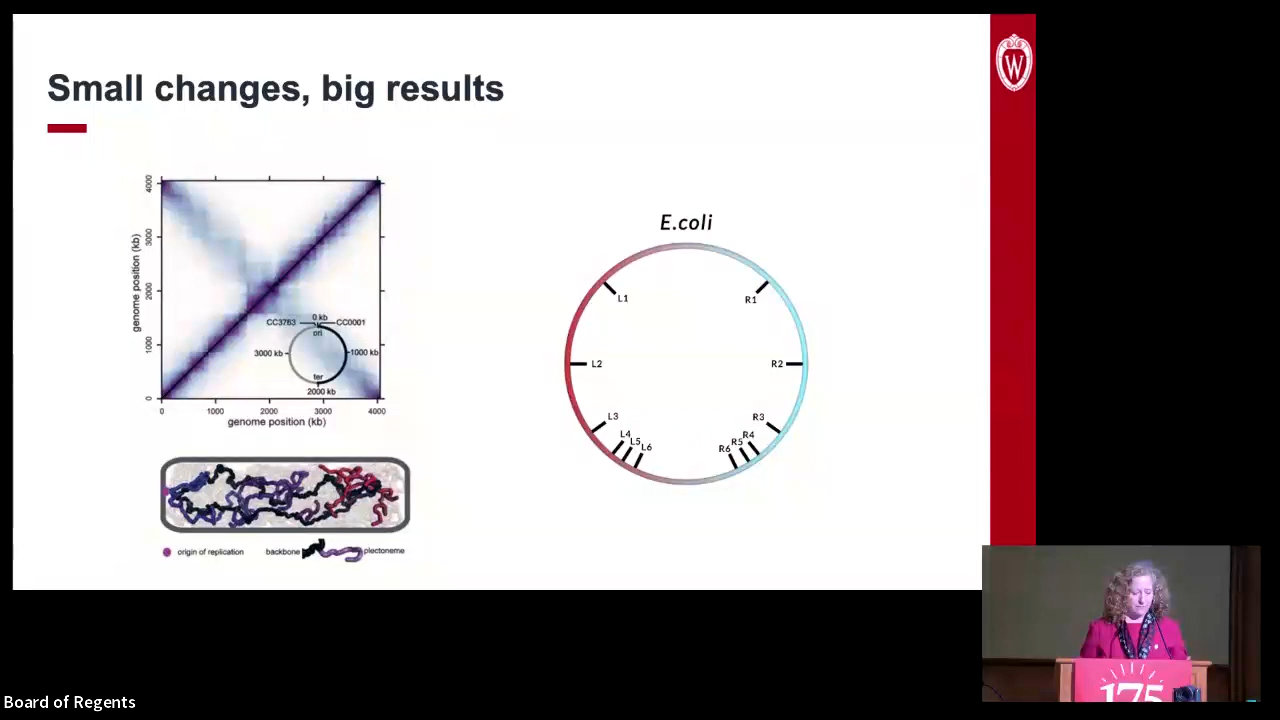 Small changes, big results
W
4000
3000
2000
1000
0
genome position (kb)
0 kb
CC3763
CC0001
ori
3000 kb
1000 kb
ter
2000 kb
0
1000
2000
3000
4000
genome position (kb)
origin of replication
backbone
plectoneme
E.coli
L1
R1
L2
R2
L3
R3
L4
R4
L5
R5
L6
R6
175
Board of Regents